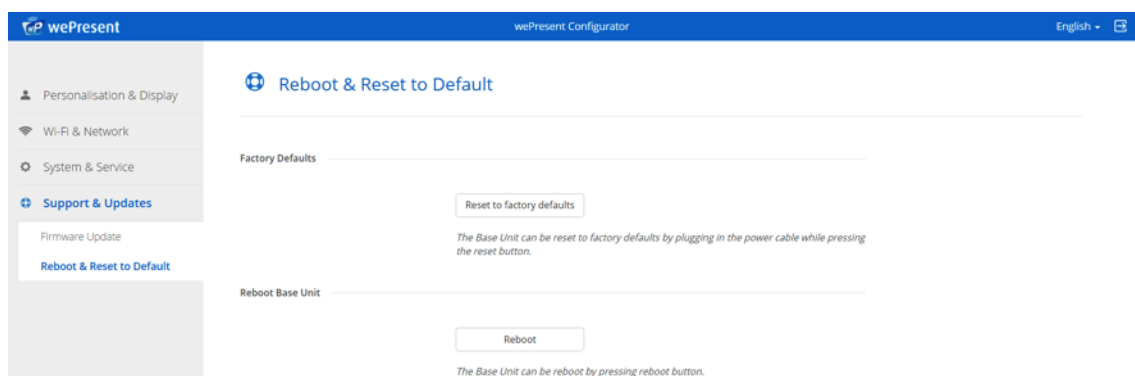 wePresent
wePresent Configurator
English
Reboot & Reset to Default
Personalisation & Display
Wi-Fi & Network
System & Service
Support & Updates
Firmware Update
Reboot & Reset to Default
Factory Defaults
Reset to factory defaults
The Base Unit can be reset to factory defaults by plugging in the power cable while pressing
the reset button.
Reboot Base Unit
Reboot
The Base Unit can be reboot by pressing reboot button.